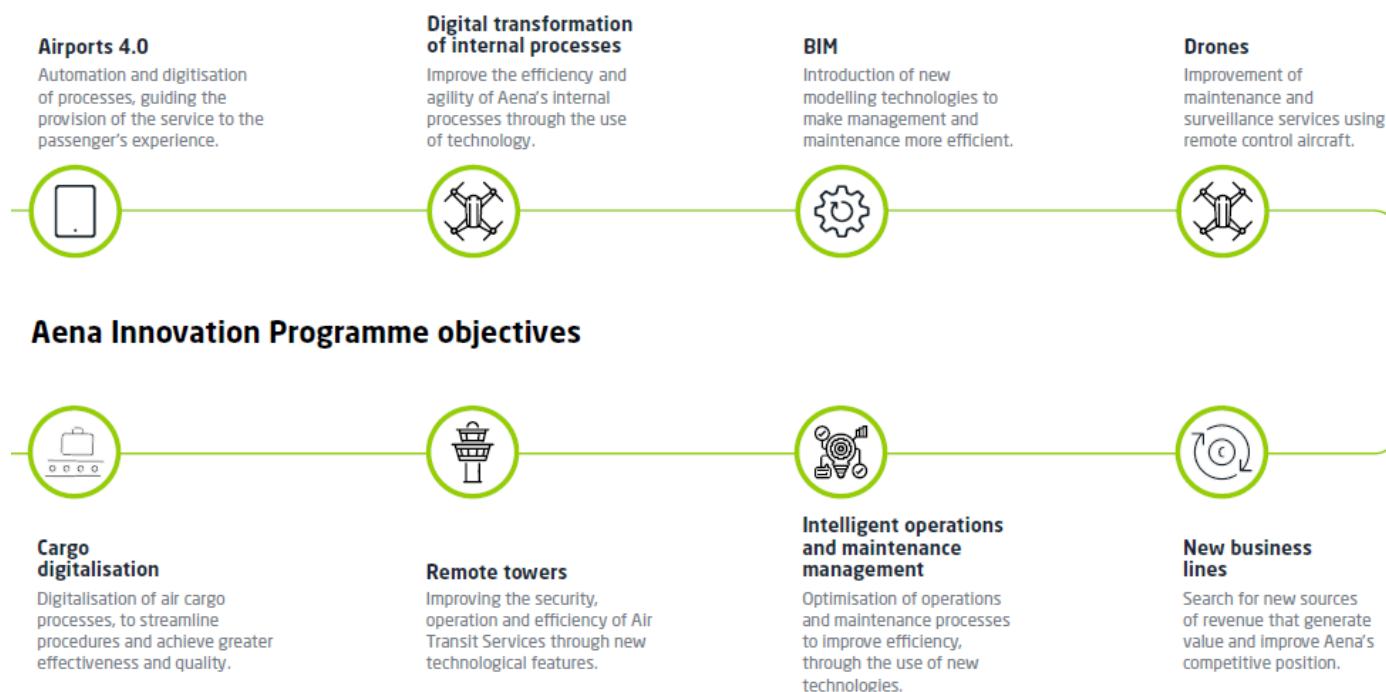 Airports 4.0
Automation and digitisation
of processes, guiding the
provision of the service to the
passenger's experience.
Digital transformation
of internal processes
Improve the efficiency and
agility of Aena's internal
processes through the use
of technology.
BIM
Introduction of new
modelling technologies to
make management and
maintenance more efficient.
Drones
Improvement of
maintenance and
surveillance services using
remote control aircraft.
Aena Innovation Programme objectives
Cargo
digitalisation
Digitalisation of air cargo
processes, to streamline
procedures and achieve greater
effectiveness and quality.
Remote towers
Improving the security,
operation and efficiency of Air
Transit Services through new
technological features.
Intelligent operations
and maintenance
management
Optimisation of operations
and maintenance processes
to improve efficiency,
through the use of new
technologies.
C
New business
lines
Search for new sources
of revenue that generate
value and improve Aena's
competitive position.